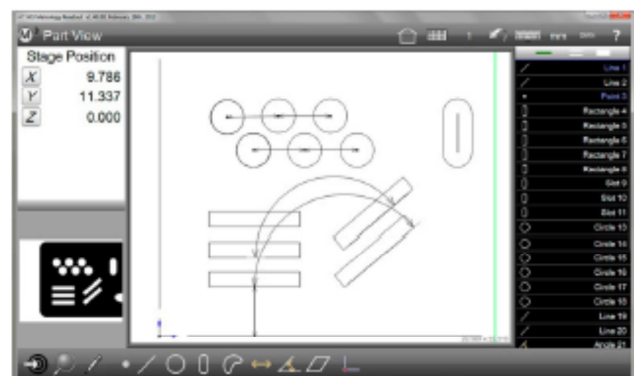 Part View
1
mm
?
Stage Position
X 9.786
Y 11.337
Z 0.000
Line 1
Line 2
Point 3
Rectangle 4
Rectangle 5
Rectangle 6
Rectangle 7
Rectangle 8
Slot 9
Slot 10
Slot 11
Circle 13
Circle 14
Circle 15
Circle 16
Circle 17
Circle 18
Line 19
Line 20
Angle 21